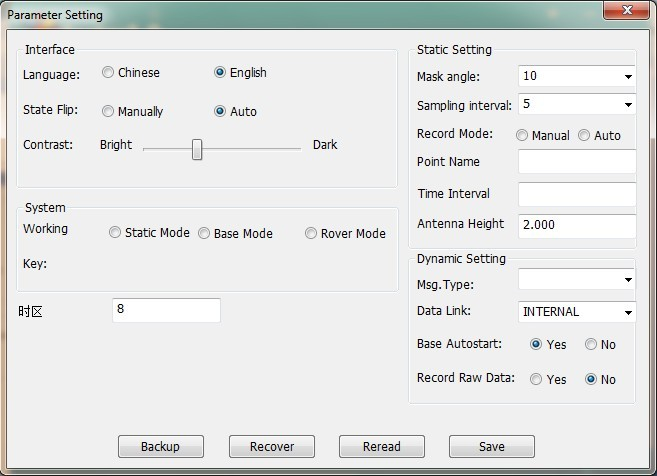 Parameter Setting
Interface
Language: Chinese English
State Flip: Manually Auto
Contrast: Bright Dark
System
Working Static Mode Base Mode Rover Mode
Key:
时区 8
Static Setting
Mask angle: 10
Sampling interval: 5
Record Mode: Manual Auto
Point Name
Time Interval
Antenna Height 2.000
Dynamic Setting
Msg.Type:
Data Link: INTERNAL
Base Autostart: Yes No
Record Raw Data: Yes No
Backup Recover Reread Save